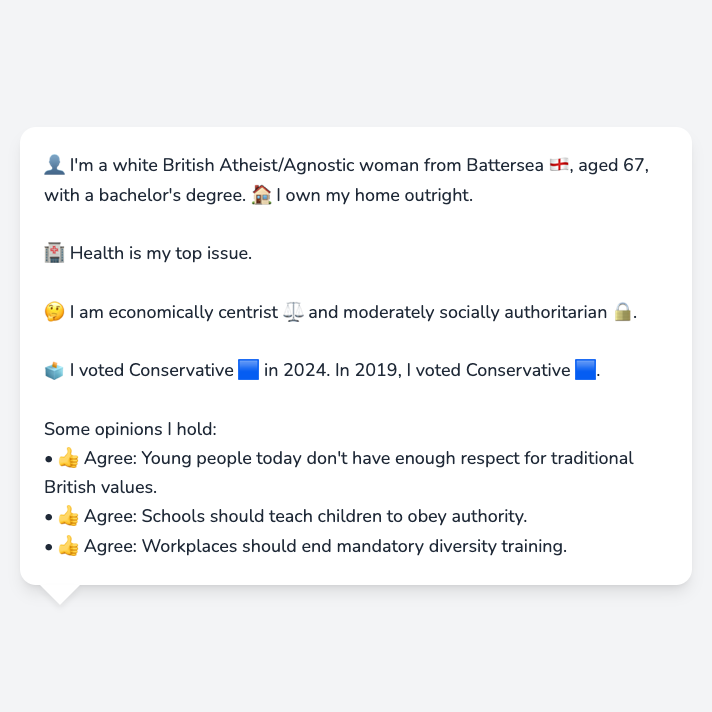 👤 I'm a white British Atheist/Agnostic woman from Battersea 🏴󠁧󠁢󠁥󠁮󠁧󠁿, aged 67,
with a bachelor's degree. 🏠 I own my home outright.
🏥 Health is my top issue.
🤔 I am economically centrist ⚖️ and moderately socially authoritarian 🔒.
🗳️ I voted Conservative 🟦 in 2024. In 2019, I voted Conservative 🟦.
Some opinions I hold:
• 👍 Agree: Young people today don't have enough respect for traditional
British values.
• 👍 Agree: Schools should teach children to obey authority.
• 👍 Agree: Workplaces should end mandatory diversity training.